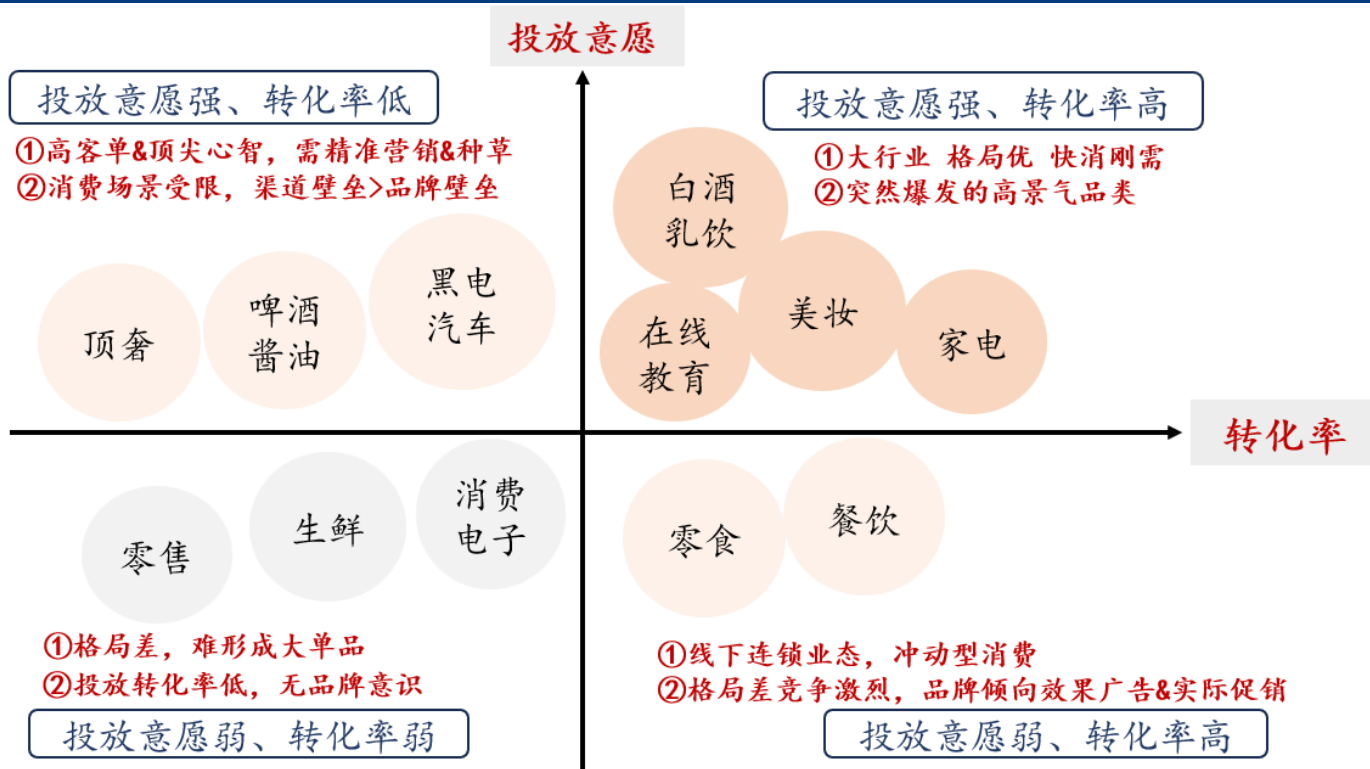 投放意愿
投放意愿强、转化率低
①高客单&顶尖心智，需精准营销&种草
②消费场景受限，渠道壁垒>品牌壁垒
顶奢
啤酒
酱油
黑电
汽车
投放意愿强、转化率高
①大行业 格局优 快消刚需
②突然爆发的高景气品类
白酒
乳饮
在线
教育
美妆
家电
转化率
零售
生鲜
消费
电子
①格局差，难形成大单品
②投放转化率低，无品牌意识
投放意愿弱、转化率弱
零食
餐饮
①线下连锁业态，冲动型消费
②格局差竞争激烈，品牌倾向效果广告&实际促销
投放意愿弱、转化率高